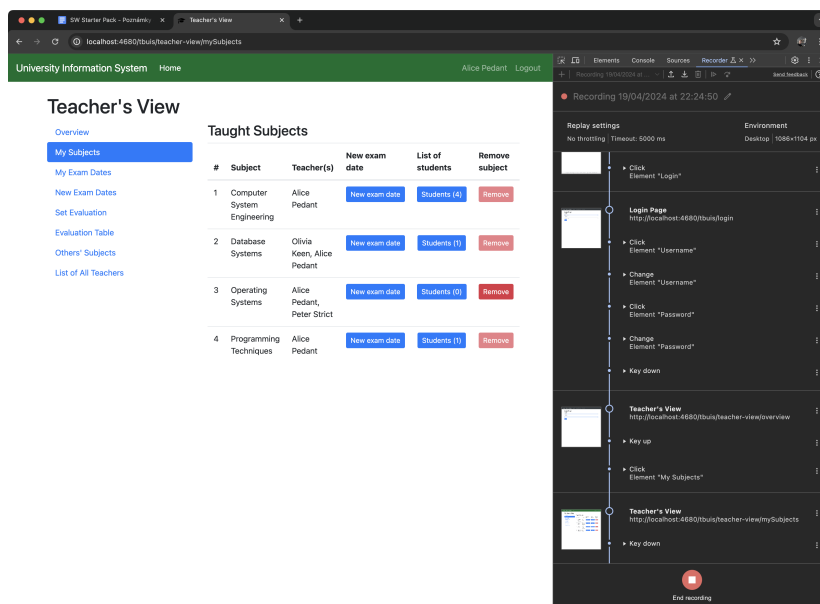 SW Starter Pack - Poznámky
Teacher's View
localhost:4680/tbuis/teacher-view/mySubjects
University Information System Home Alice Pedant Logout
Teacher's View
Overview
My Subjects
My Exam Dates
New Exam Dates
Set Evaluation
Evaluation Table
Others' Subjects
List of All Teachers
Taught Subjects
# Subject Teacher(s) New exam date List of students Remove subject
1 Computer System Engineering Alice Pedant New exam date Students (4) Remove
2 Database Systems Olivia Keen, Alice Pedant New exam date Students (1) Remove
3 Operating Systems Alice Pedant, Peter Strict New exam date Students (0) Remove
4 Programming Techniques Alice Pedant New exam date Students (1) Remove
Elements Console Sources Recorder
Recording 19/04/2024 at ... Send feedback
Recording 19/04/2024 at 22:24:50
Replay settings Environment
No throttling Timeout: 5000 ms Desktop 1086×1104 px
Click
Element "Login"
Login Page
http://localhost:4680/tbuis/login
Click
Element "Username"
Change
Element "Username"
Click
Element "Password"
Change
Element "Password"
Key down
Teacher's View
http://localhost:4680/tbuis/teacher-view/overview
Key up
Click
Element "My Subjects"
Teacher's View
http://localhost:4680/tbuis/teacher-view/mySubjects
Key down
End recording